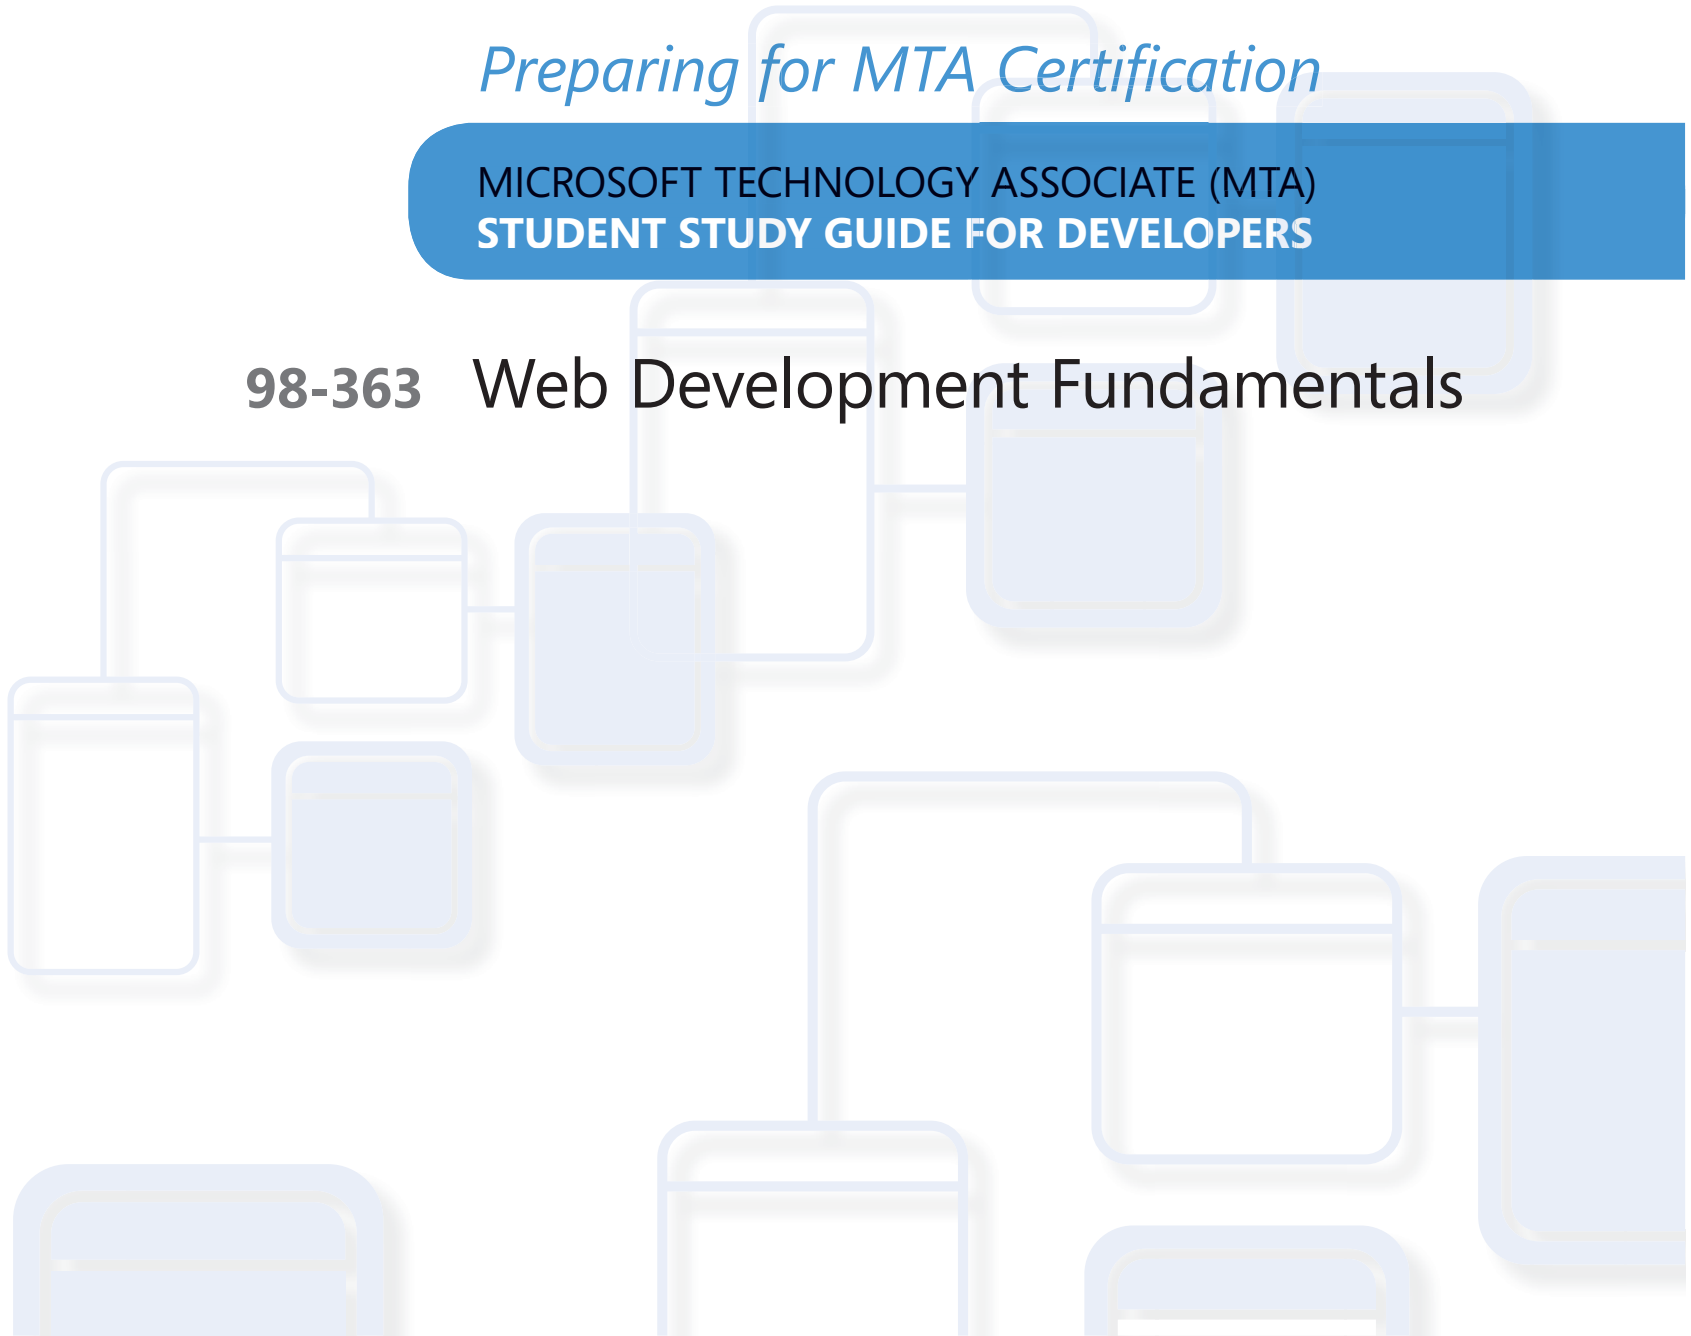 Preparing for MTA Certification
MICROSOFT TECHNOLOGY ASSOCIATE (MTA)
STUDENT STUDY GUIDE FOR DEVELOPERS
98-363 Web Development Fundamentals